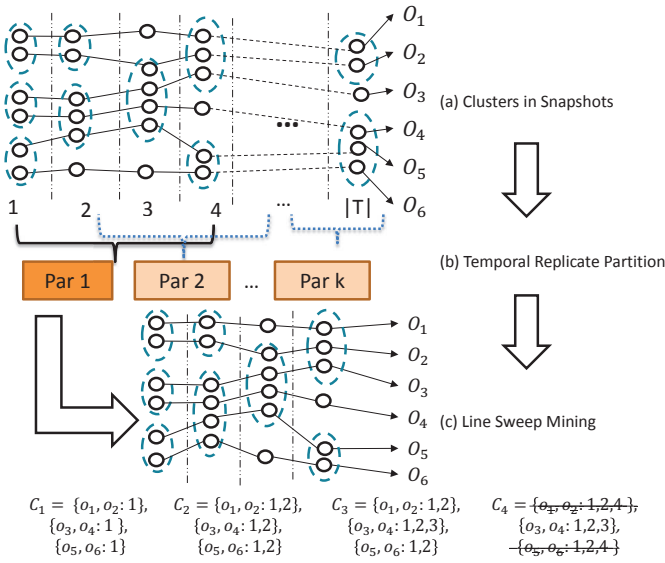 O₁
O₂
O₃
(a) Clusters in Snapshots
...
O₄
O₅
O₆
1 2 3 4 ... |T|
(b) Temporal Replicate Partition
Par 1 Par 2 ... Par k
O₁
O₂
O₃
O₄
(c) Line Sweep Mining
O₅
O₆
C₁ = {o₁, o₂: 1}, C₂ = {o₁, o₂: 1,2}, C₃ = {o₁, o₂: 1,2}, C₄ = {o₁, o₂: 1,2,4 },
{o₃, o₄: 1 }, {o₃, o₄: 1,2}, {o₃, o₄: 1,2,3}, {o₃, o₄: 1,2,3},
{o₅, o₆: 1} {o₅, o₆: 1,2} {o₅, o₆: 1,2} {o₅, o₆: 1,2,4 }